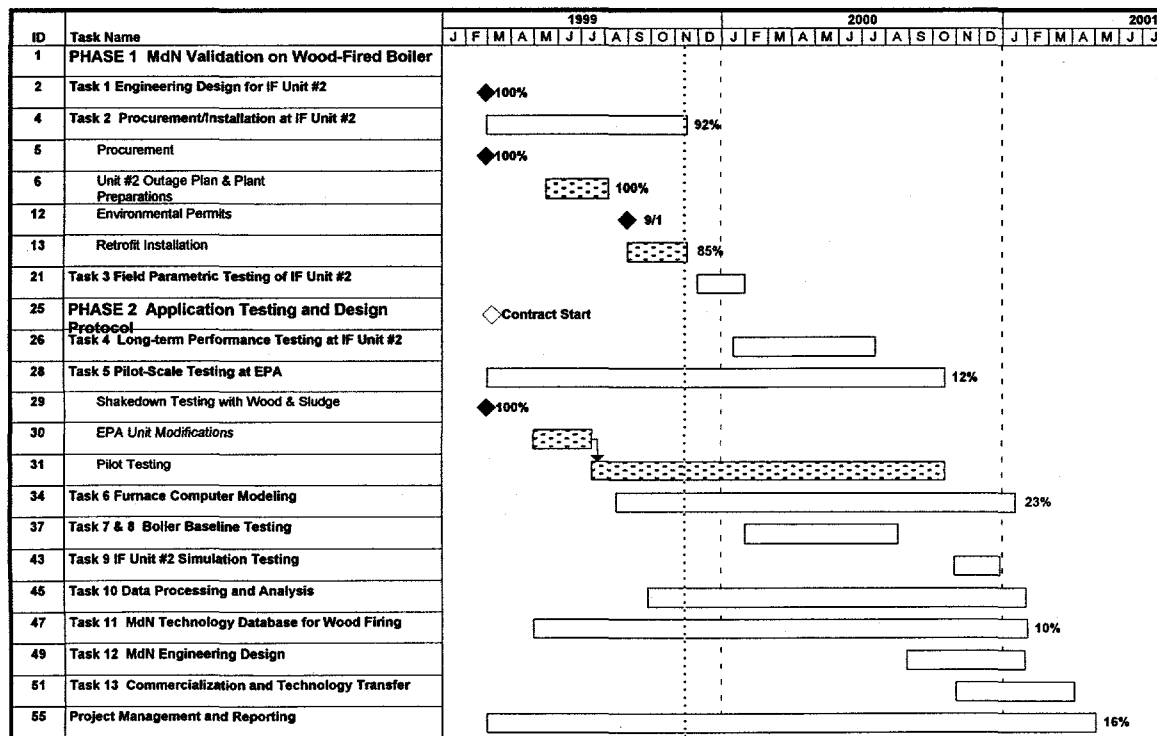 1999 2000 2001
ID Task Name J F M A M J J A S O N D J F M A M J J A S O N D J F M A M J J
1 PHASE 1 MdN Validation on Wood-Fired Boiler
2 Task 1 Engineering Design for IF Unit #2 100%
4 Task 2 Procurement/Installation at IF Unit #2 92%
5 Procurement 100%
6 Unit #2 Outage Plan & Plant
Preparations 100%
12 Environmental Permits 9/1
13 Retrofit Installation 85%
21 Task 3 Field Parametric Testing of IF Unit #2
25 PHASE 2 Application Testing and Design
Protocol Contract Start
26 Task 4 Long-term Performance Testing at IF Unit #2
28 Task 5 Pilot-Scale Testing at EPA 12%
29 Shakedown Testing with Wood & Sludge 100%
30 EPA Unit Modifications
31 Pilot Testing
34 Task 6 Furnace Computer Modeling 23%
37 Task 7 & 8 Boiler Baseline Testing
43 Task 9 IF Unit #2 Simulation Testing
45 Task 10 Data Processing and Analysis
47 Task 11 MdN Technology Database for Wood Firing 10%
49 Task 12 MdN Engineering Design
51 Task 13 Commercialization and Technology Transfer
55 Project Management and Reporting 16%